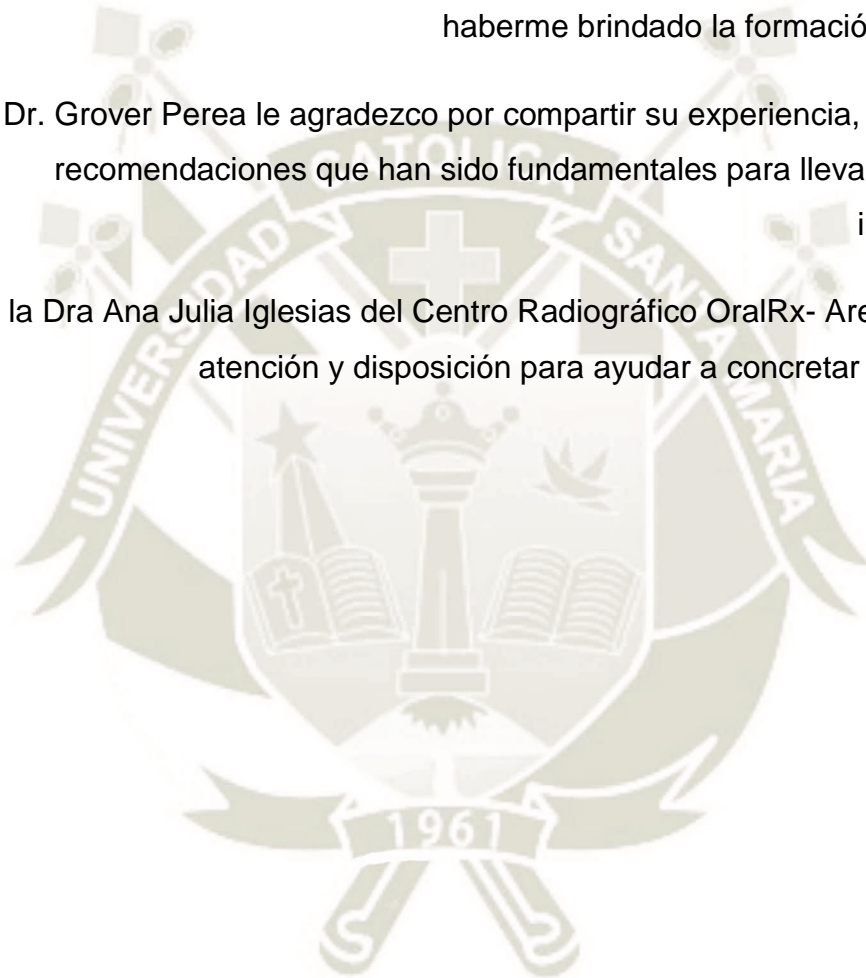 haberme brindado la formació
Dr. Grover Perea le agradezco por compartir su experiencia,
recomendaciones que han sido fundamentales para lleva
i
la Dra Ana Julia Iglesias del Centro Radiográfico OralRx- Are
atención y disposición para ayudar a concretar
UNIVERSIDAD CATÓLICA SANTA MARIA
1961